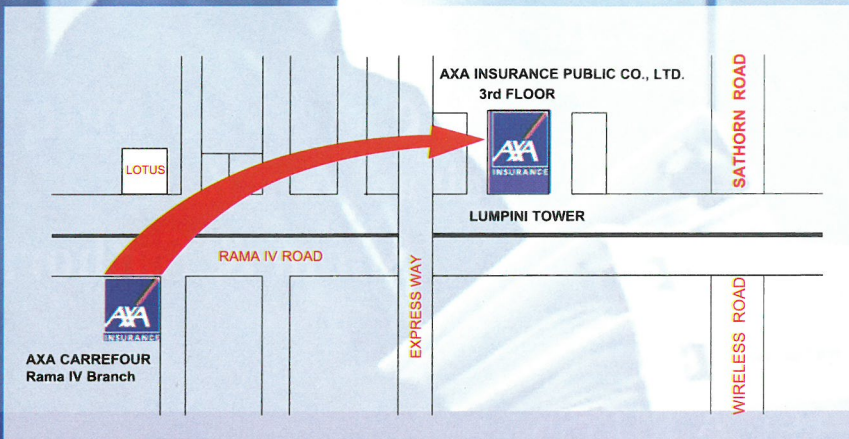 AXA INSURANCE PUBLIC CO., LTD.
3rd FLOOR
SATHORN ROAD
LOTUS
AXA
INSURANCE
LUMPINI TOWER
RAMA IV ROAD
EXPRESS WAY
WIRELESS ROAD
AXA
INSURANCE
AXA CARREFOUR
Rama IV Branch